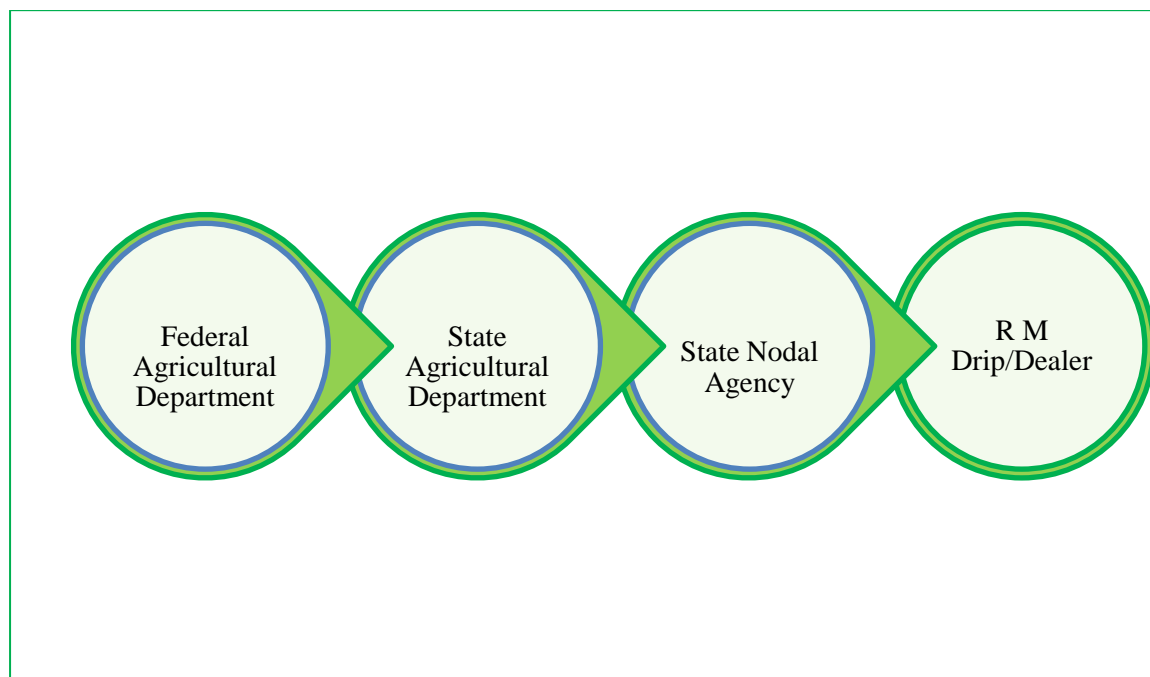 Federal
Agricultural
Department
State
Agricultural
Department
State Nodal
Agency
R M
Drip/Dealer